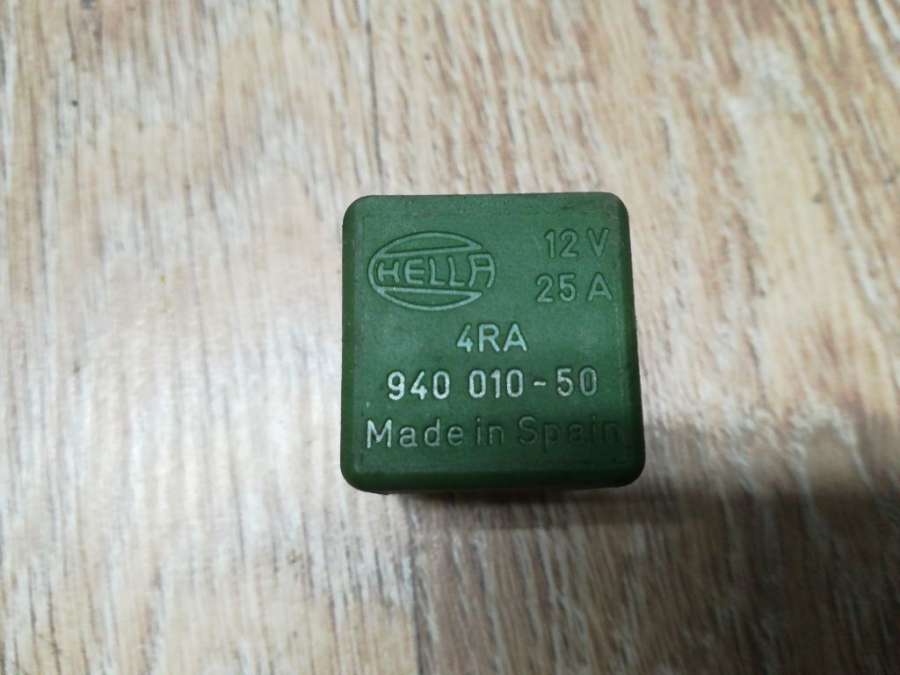 HELLA
12 V
25 A
4RA
940 010-50
Made in Spain